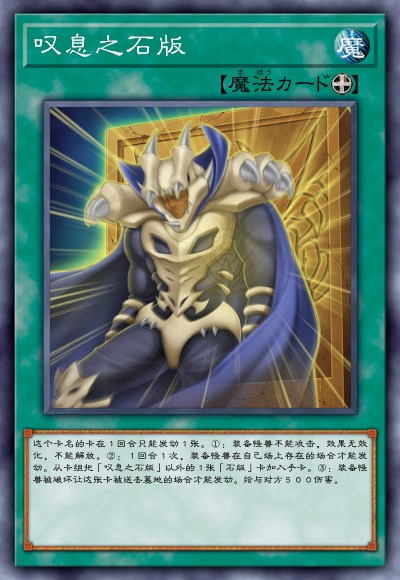 叹息之石版
魔
【魔法カード】
まほう
这个卡名的卡在1回合只能发动1张。①：装备怪兽不能攻击，效果无效
化，不能解放。②：1回合1次，装备怪兽在自己场上存在的场合才能发
动。从卡组把「叹息之石版」以外的1张「石版」卡加入手卡。③：装备怪
兽被破坏让这张卡被送去墓地的场合才能发动。给与对方500伤害。